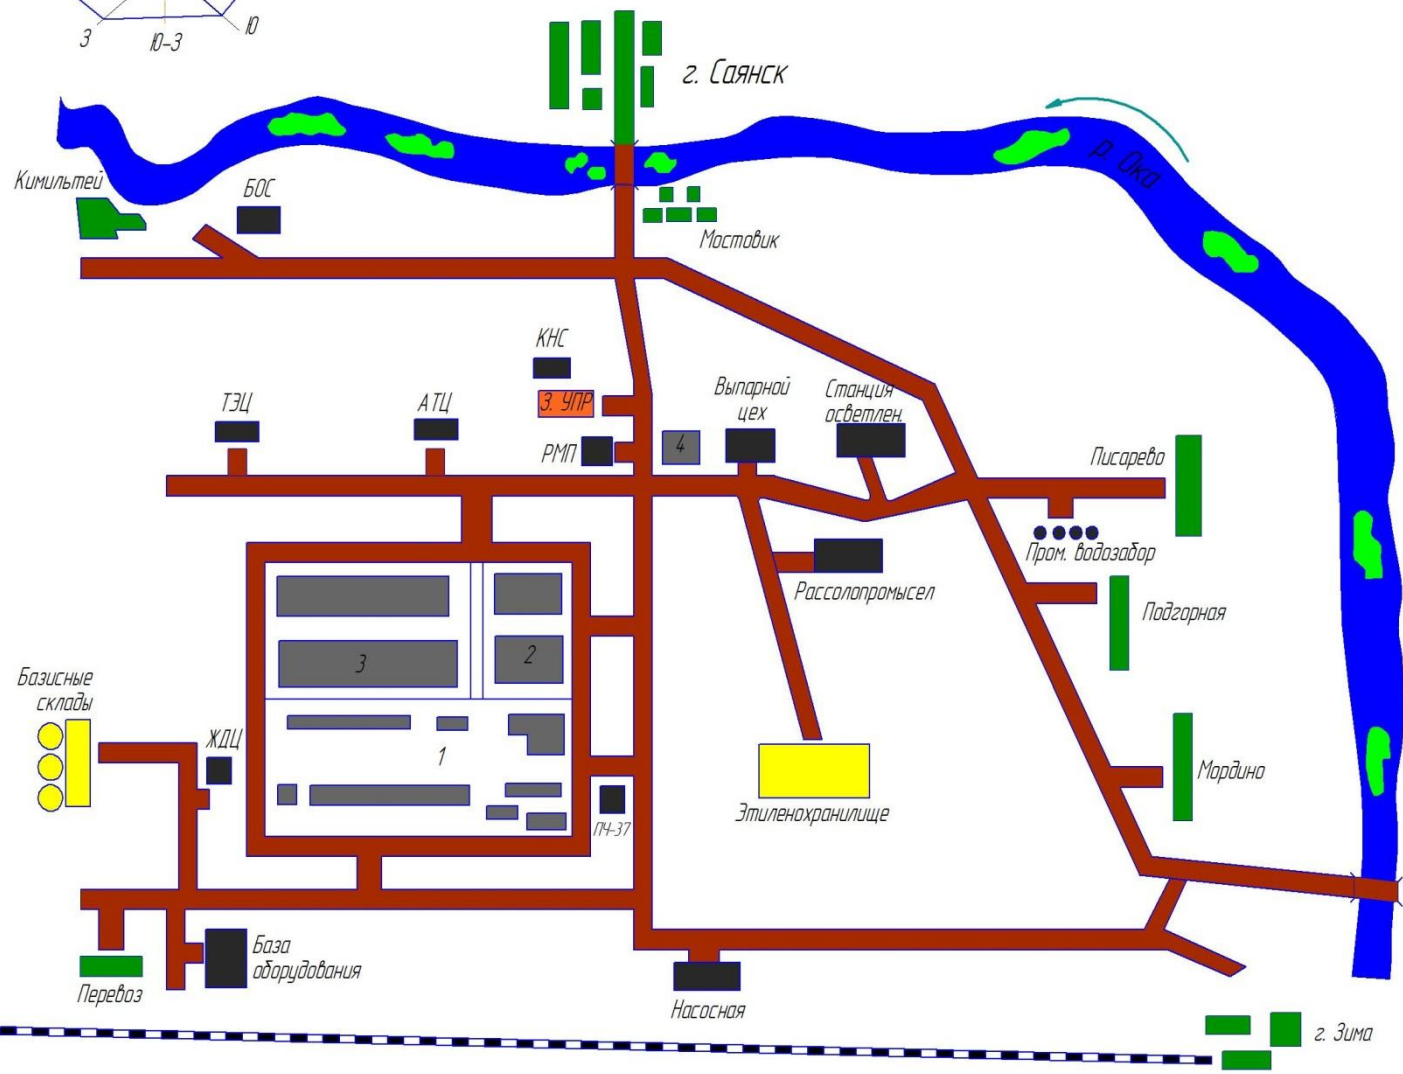 З
Ю-З
Ю
г. Саянск
р. Ока
Кимильтей
БОС
Мостовик
КНС
З. УПР
ТЭЦ
АТЦ
РМП
4
Выпарной
цех
Станция
осветлен.
Писарево
Пром. водозабор
Рассолопромысел
Подгорная
3
2
Базисные
склады
ЖДЦ
1
ПЧ-37
Этиленохранилище
Мордино
База
оборудования
Перевоз
Насосная
г. Зима